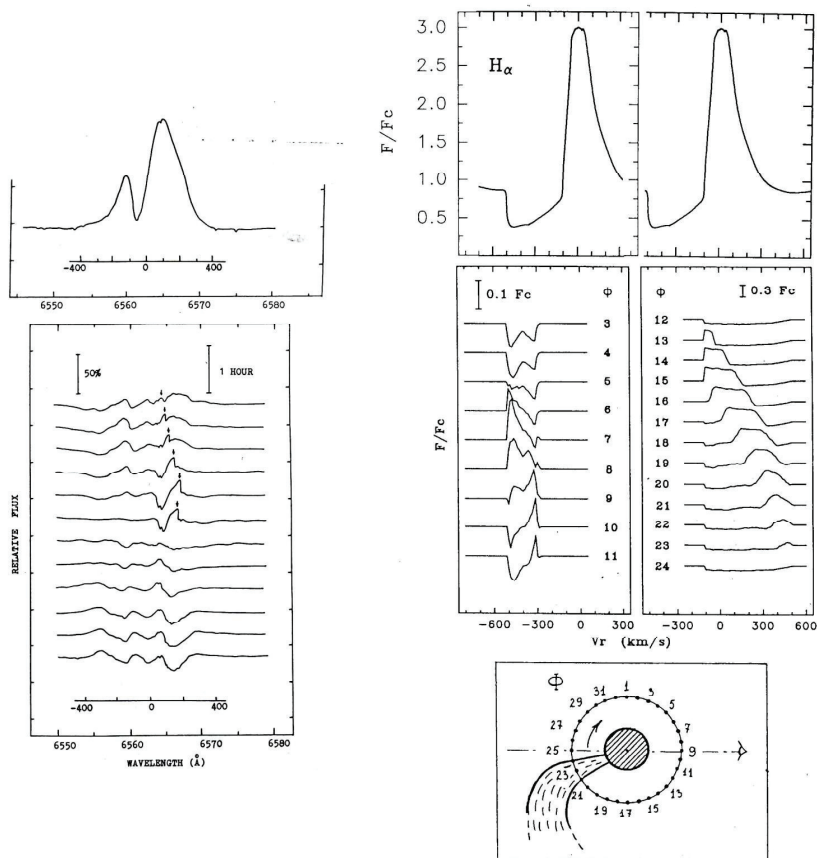 -400 0 400
6550 6560 6570 6580
50% 1 HOUR
RELATIVE FLUX
-400 0 400
6550 6560 6570 6580
WAVELENGTH (Å)
F/Fc
3.0
2.5
2.0
1.5
1.0
0.5
Hα
0.1 Fc Φ
3
4
5
6
7
8
9
10
11
F/Fc
Φ 0.3 Fc
12
13
14
15
16
17
18
19
20
21
22
23
24
-600 -300 0 300
-300 0 300 600
Vr (km/s)
Φ
1
3
5
7
9
11
13
15
17
19
21
23
25
27
29
31